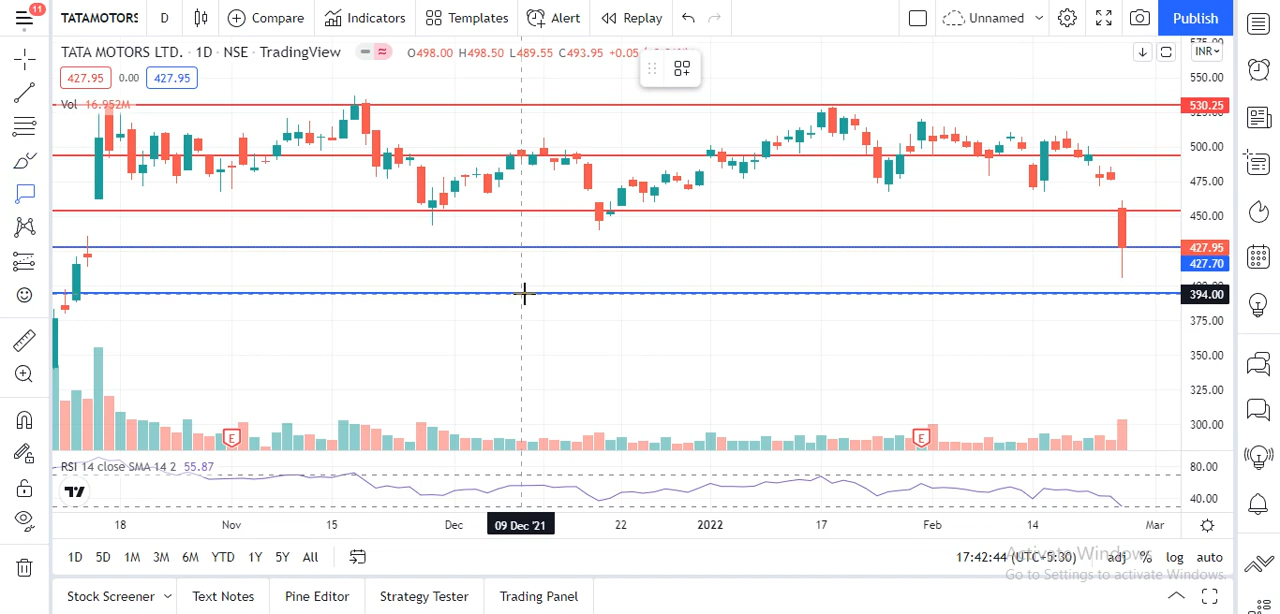 11
TATAMOTORS D Compare Indicators Templates Alert Replay Unnamed Publish
TATA MOTORS LTD. · 1D · NSE · TradingView O498.00 H498.50 L489.55 C493.95 +0.05
INR
427.95 0.00 427.95
550.00
Vol 16.952M
530.25
500.00
475.00
450.00
427.95
427.70
394.00
375.00
350.00
325.00
300.00
E E
RSI 14 close SMA 14 2 55.87
80.00
40.00
18 Nov 15 Dec 09 Dec '21 22 2022 17 Feb 14 Mar
1D 5D 1M 3M 6M YTD 1Y 5Y All 17:42:44 (UTC+5:30) adj % log auto
Activate Windows
Go to Settings to activate Windows.
Stock Screener Text Notes Pine Editor Strategy Tester Trading Panel